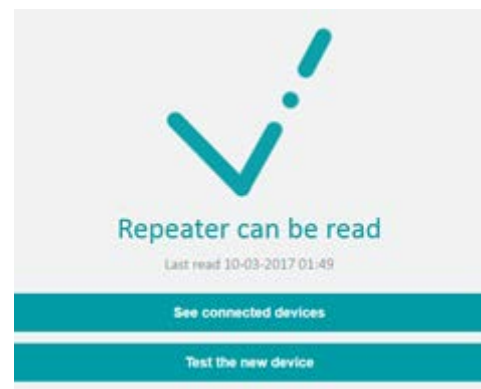 Repeater can be read
Last read 10-03-2017 01:49
See connected devices
Test the new device